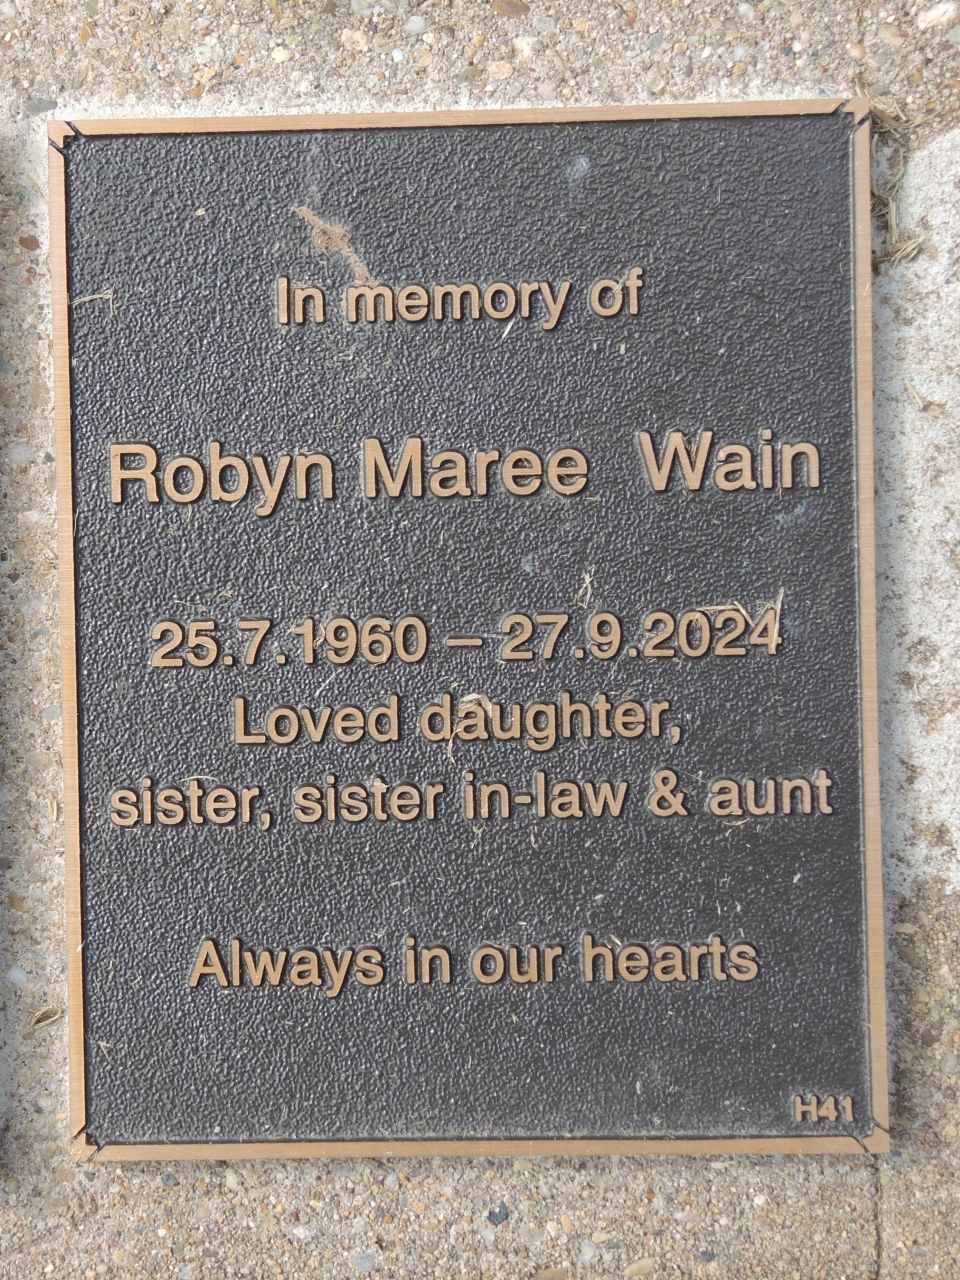 In memory of
Robyn Maree Wain
25.7.1960 – 27.9.2024
Loved daughter,
sister, sister in-law & aunt
Always in our hearts
H41